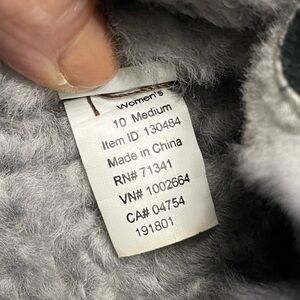 Women's
10 Medium
Item ID 130484
Made in China
RN# 71341
VN# 1002664
CA# 04754
191801